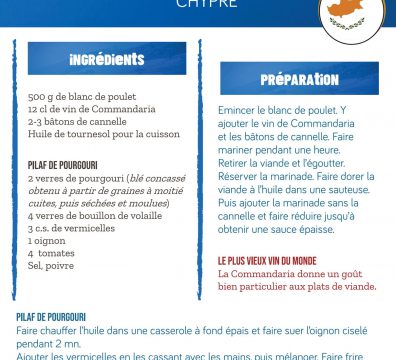 CHYPRE
INGRÉDIENTS
500 g de blanc de poulet
12 cl de vin de Commandaria
2-3 bâtons de cannelle
Huile de tournesol pour la cuisson
PILAF DE POURGOURI
2 verres de pourgouri (blé concassé
obtenu à partir de graines à moitié
cuites, puis séchées et moulues)
4 verres de bouillon de volaille
3 c.s. de vermicelles
1 oignon
4 tomates
Sel, poivre
PRÉPARATION
Emincer le blanc de poulet. Y
ajouter le vin de Commandaria
et les bâtons de cannelle. Faire
mariner pendant une heure.
Retirer la viande et l'égoutter.
Réserver la marinade. Faire dorer la
viande à l'huile dans une sauteuse.
Puis ajouter la marinade sans la
cannelle et faire réduire jusqu'à
obtenir une sauce épaisse.
LE PLUS VIEUX VIN DU MONDE
La Commandaria donne un goût
bien particulier aux plats de viande.
PILAF DE POURGOURI
Faire chauffer l'huile dans une casserole à fond épais et faire suer l'oignon ciselé
pendant 2 mn.
Ajouter les vermicelles en les cassant avec les mains, puis mélanger. Faire frire